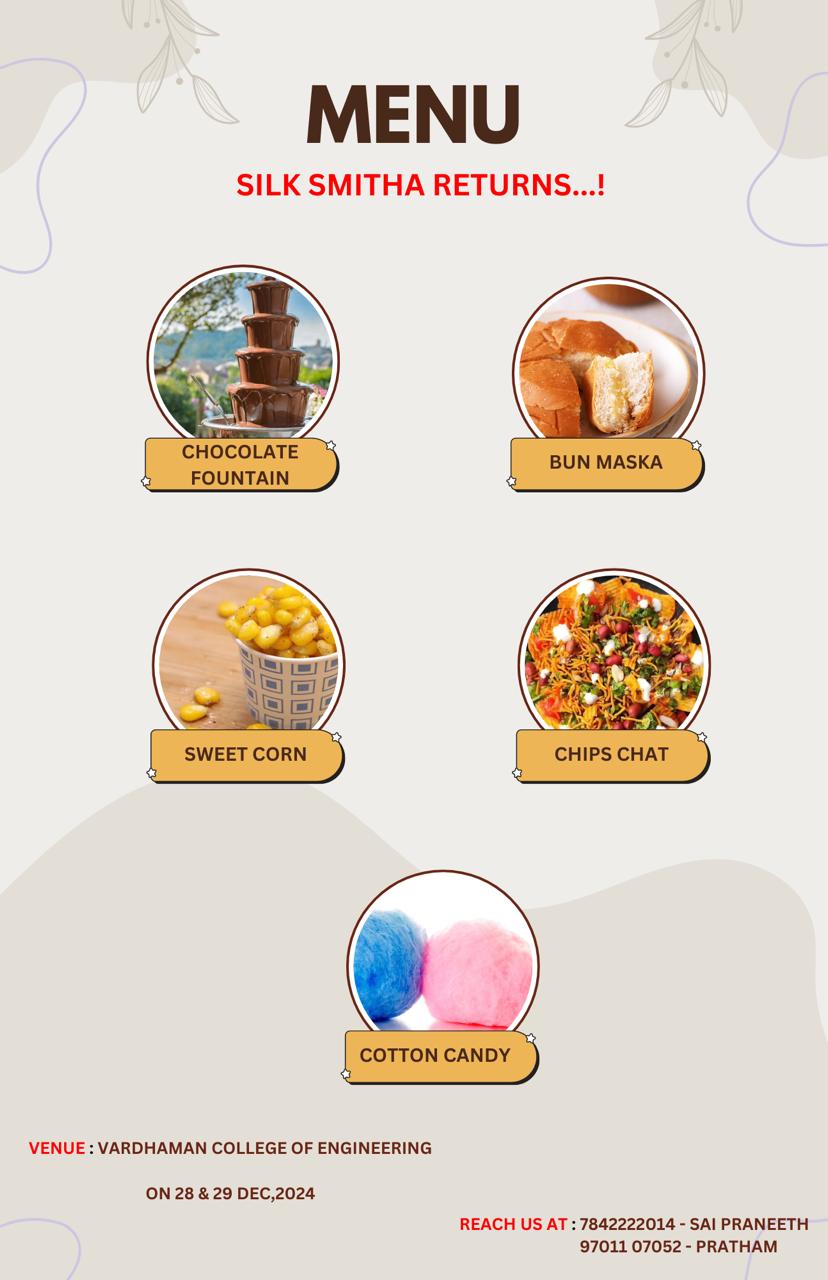 MENU
SILK SMITHA RETURNS...!
CHOCOLATE
FOUNTAIN
BUN MASKA
SWEET CORN
CHIPS CHAT
COTTON CANDY
VENUE : VARDHAMAN COLLEGE OF ENGINEERING
ON 28 & 29 DEC,2024
REACH US AT : 7842222014 - SAI PRANEETH
97011 07052 - PRATHAM